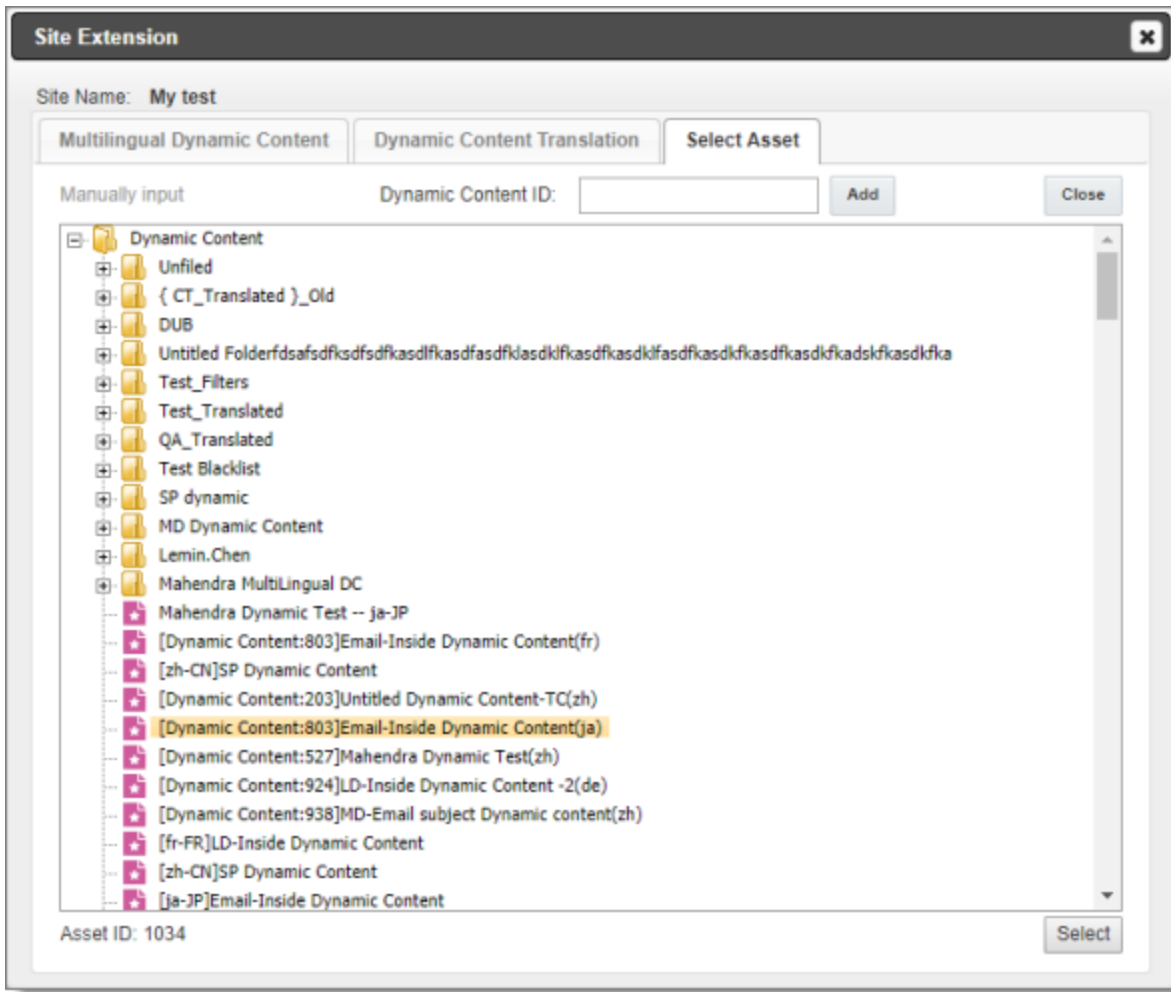 Site Extension
Site Name: My test
Multilingual Dynamic Content Dynamic Content Translation Select Asset
Manually input Dynamic Content ID: Add Close
Dynamic Content
Unfiled
{ CT_Translated }_Old
DUB
Untitled Folderfdsafsdfksdfsdfkasdlfkasdfasdfklasdklfkasdfkasdklfasdfkasdkfkasdfkasdkfkadskfkasdkfka
Test_Filters
Test_Translated
QA_Translated
Test Blacklist
SP dynamic
MD Dynamic Content
Lemin.Chen
Mahendra MultiLingual DC
Mahendra Dynamic Test -- ja-JP
[Dynamic Content:803]Email-Inside Dynamic Content(fr)
[zh-CN]SP Dynamic Content
[Dynamic Content:203]Untitled Dynamic Content-TC(zh)
[Dynamic Content:803]Email-Inside Dynamic Content(ja)
[Dynamic Content:527]Mahendra Dynamic Test(zh)
[Dynamic Content:924]LD-Inside Dynamic Content -2(de)
[Dynamic Content:938]MD-Email subject Dynamic content(zh)
[fr-FR]LD-Inside Dynamic Content
[zh-CN]SP Dynamic Content
[ja-JP]Email-Inside Dynamic Content
Asset ID: 1034 Select